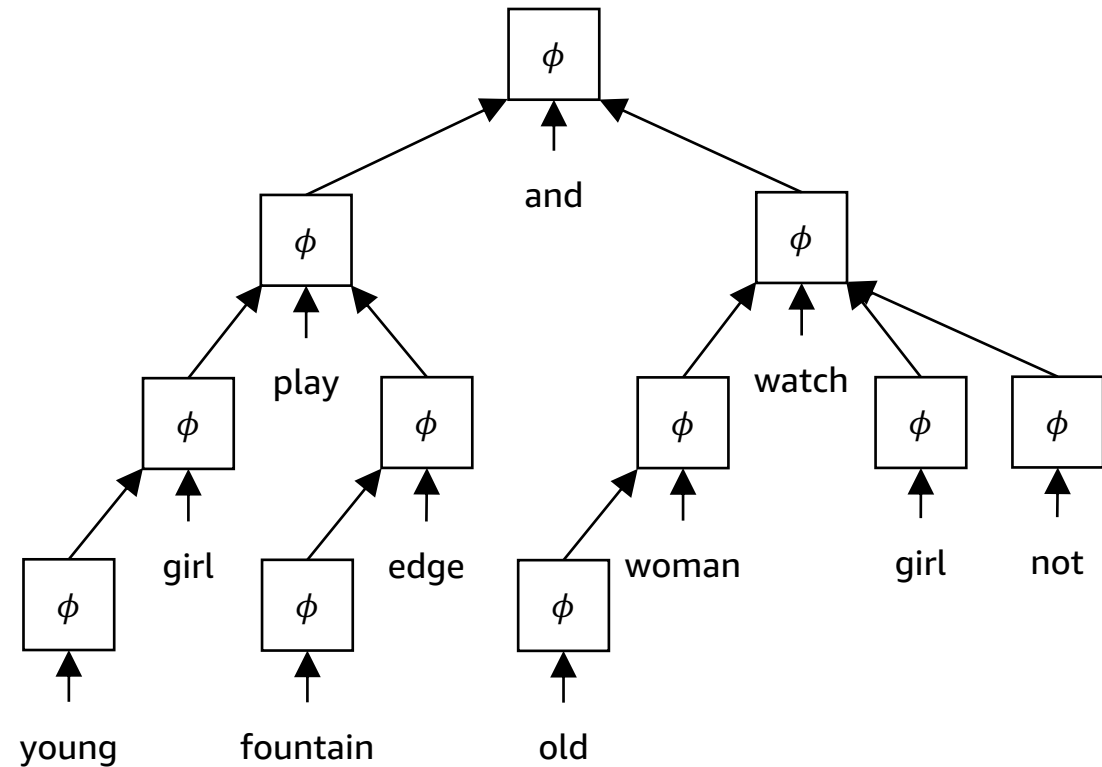 ϕ
and
ϕ ϕ
play watch
ϕ ϕ ϕ ϕ ϕ
girl edge woman girl not
ϕ ϕ ϕ
young fountain old